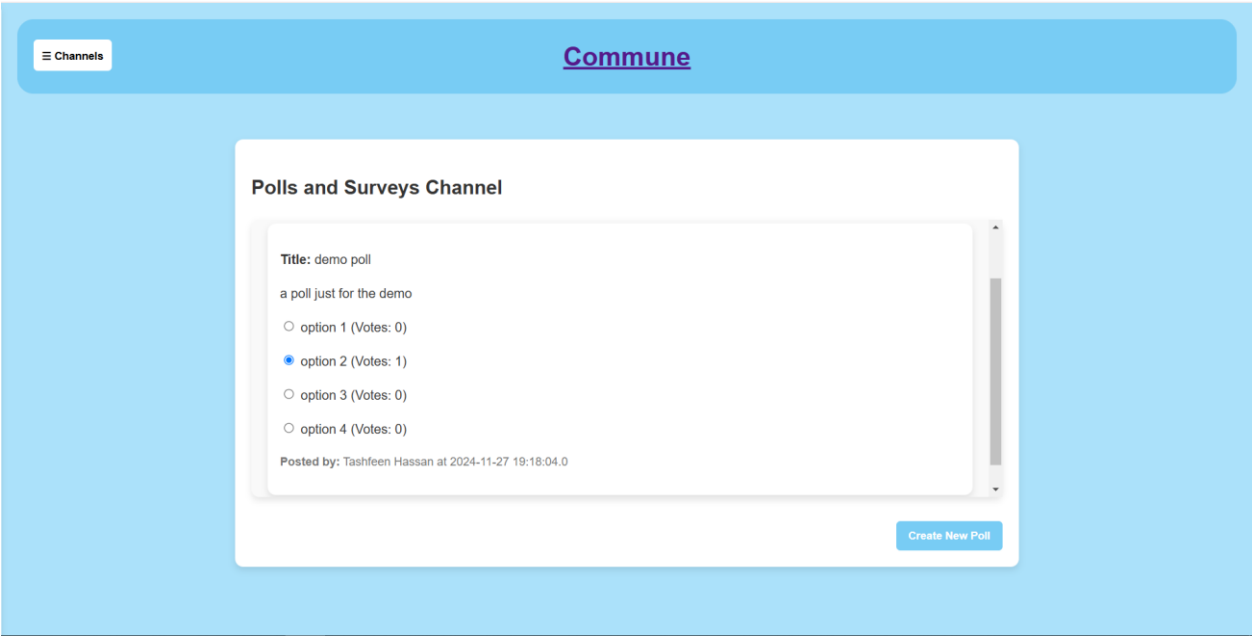 ☰ Channels
Commune
Polls and Surveys Channel
Title: demo poll
a poll just for the demo
option 1 (Votes: 0)
option 2 (Votes: 1)
option 3 (Votes: 0)
option 4 (Votes: 0)
Posted by: Tashfeen Hassan at 2024-11-27 19:18:04.0
Create New Poll